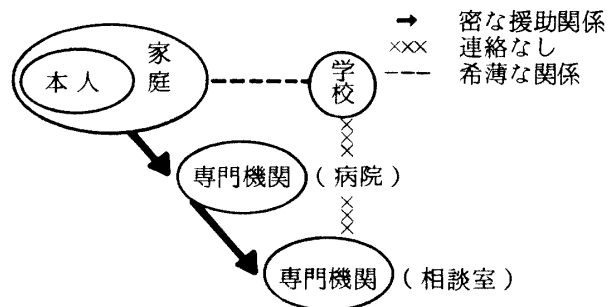 → 密な援助関係
××× 連絡なし
--- 希薄な関係
家庭
本人
学校
×××
専門機関(病院)
×××
専門機関(相談室)